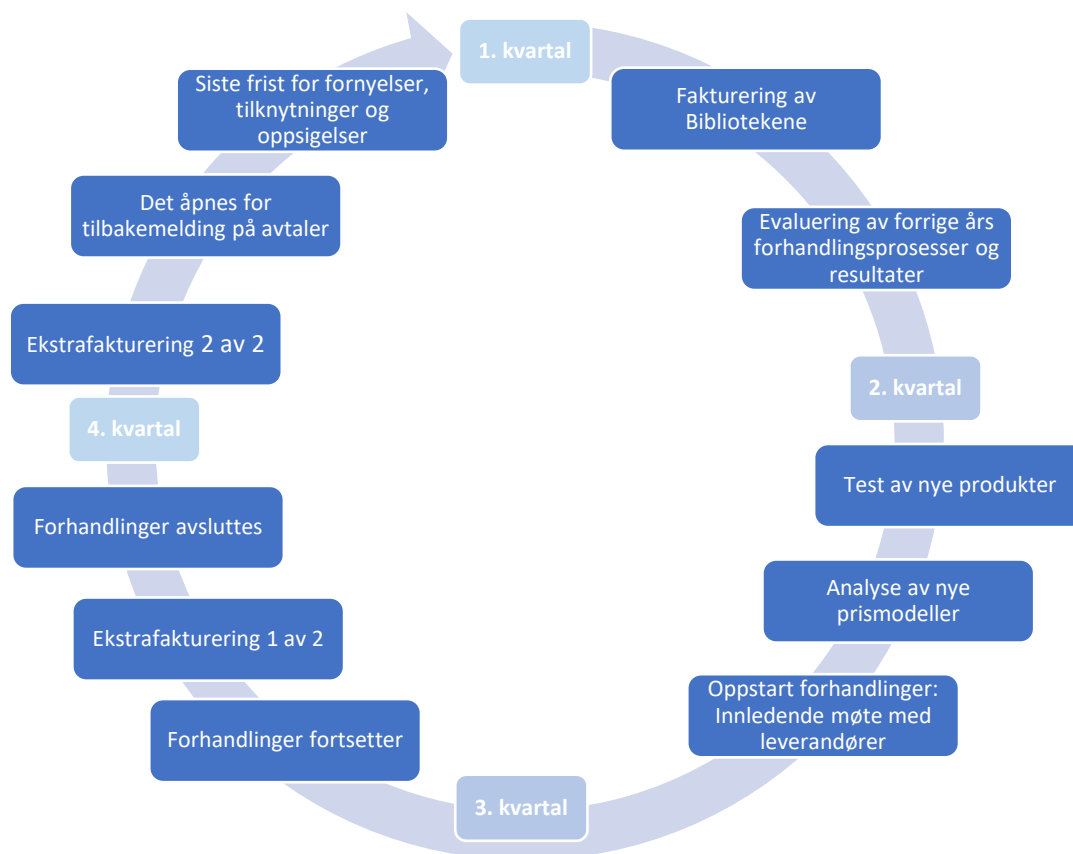 1. kvartal
Fakturering av
Bibliotekene
Evaluering av forrige års
forhandlingsprosesser og
resultater
2. kvartal
Test av nye produkter
Analyse av nye
prismodeller
Oppstart forhandlinger:
Innledende møte med
leverandører
3. kvartal
Forhandlinger fortsetter
Ekstrafakturering 1 av 2
Forhandlinger avsluttes
4. kvartal
Ekstrafakturering 2 av 2
Det åpnes for
tilbakemelding på avtaler
Siste frist for fornyelser,
tilknytninger og
oppsigelser